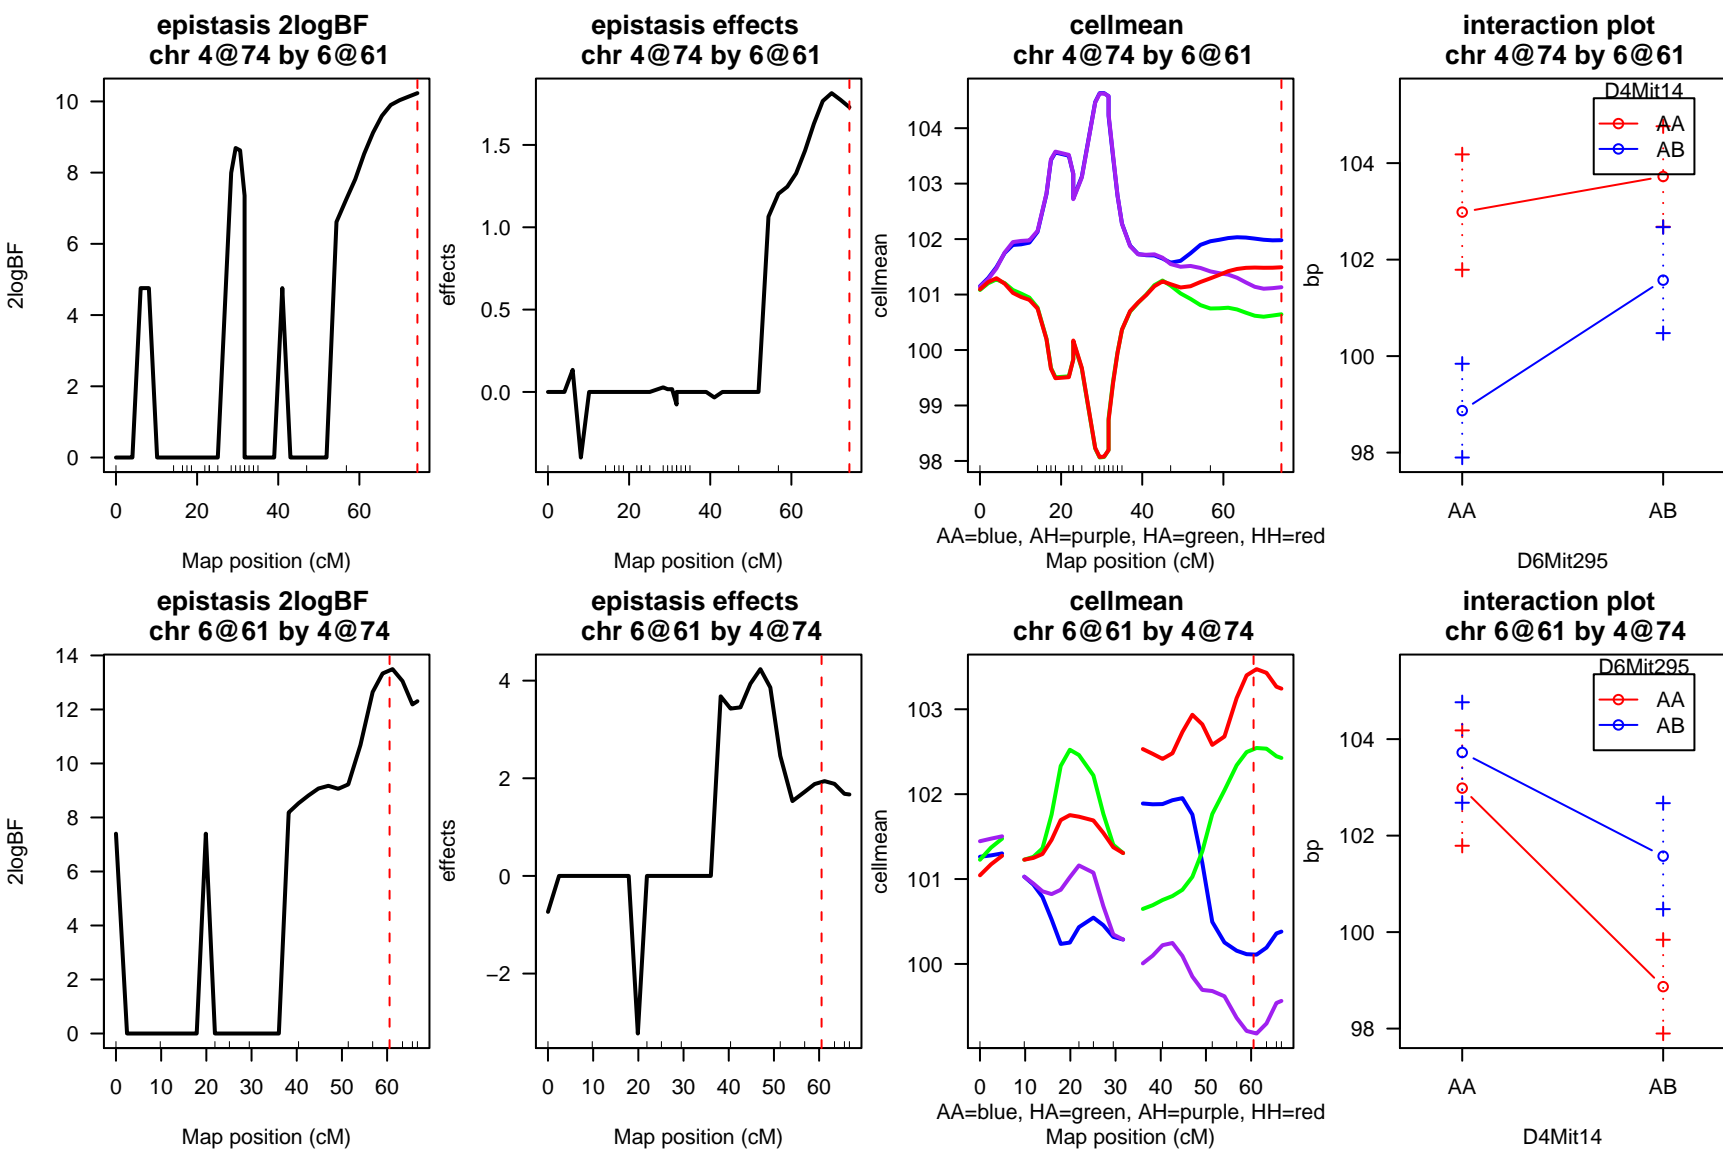 epistasis 2logBF
chr 4@74 by 6@61
2logBF
0
2
4
6
8
10
0 20 40 60
Map position (cM)
epistasis effects
chr 4@74 by 6@61
effects
0.0
0.5
1.0
1.5
0 20 40 60
Map position (cM)
cellmean
chr 4@74 by 6@61
cellmean
98
99
100
101
102
103
104
0 20 40 60
AA=blue, AH=purple, HA=green, HH=red
Map position (cM)
interaction plot
chr 4@74 by 6@61
bp
98
100
102
104
D4Mit14
AA
AB
AA AB
D6Mit295
epistasis 2logBF
chr 6@61 by 4@74
2logBF
0
2
4
6
8
10
12
14
0 10 20 30 40 50 60
Map position (cM)
epistasis effects
chr 6@61 by 4@74
effects
−2
0
2
4
0 10 20 30 40 50 60
Map position (cM)
cellmean
chr 6@61 by 4@74
cellmean
100
101
102
103
0 10 20 30 40 50 60
AA=blue, HA=green, AH=purple, HH=red
Map position (cM)
interaction plot
chr 6@61 by 4@74
bp
98
100
102
104
D6Mit295
AA
AB
AA AB
D4Mit14